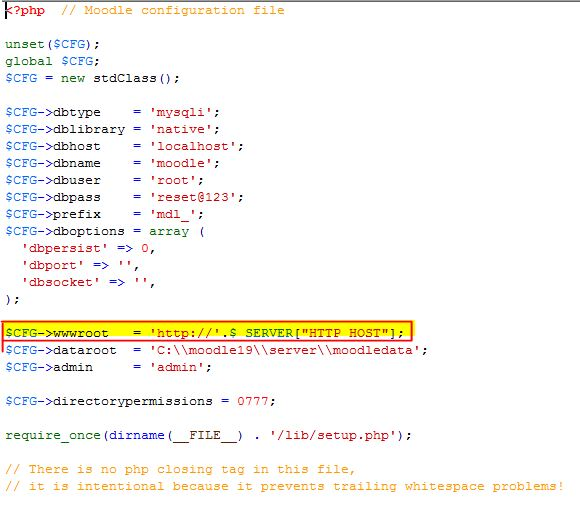 <?php  // Moodle configuration file
unset($CFG);
global $CFG;
$CFG = new stdClass();
$CFG->dbtype    = 'mysqli';
$CFG->dblibrary = 'native';
$CFG->dbhost    = 'localhost';
$CFG->dbname    = 'moodle';
$CFG->dbuser    = 'root';
$CFG->dbpass    = 'reset@123';
$CFG->prefix    = 'mdl_';
$CFG->dboptions = array (
  'dbpersist' => 0,
  'dbport' => '',
  'dbsocket' => '',
);
$CFG->wwwroot   = 'http://'.$_SERVER["HTTP_HOST"];
$CFG->dataroot  = 'C:\\moodle19\\server\\moodledata';
$CFG->admin     = 'admin';
$CFG->directorypermissions = 0777;
require_once(dirname(__FILE__) . '/lib/setup.php');
// There is no php closing tag in this file,
// it is intentional because it prevents trailing whitespace problems!